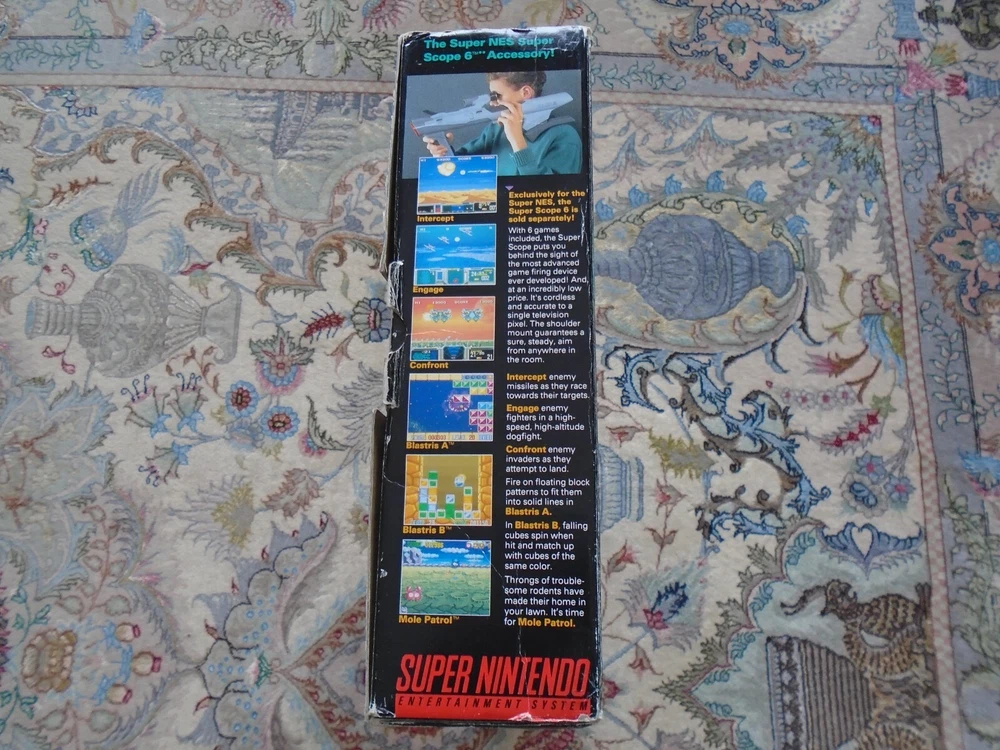 The Super NES Super
Scope 6™** Accessory!
Intercept
Engage
Confront
Blastris A™
Blastris B™
Mole Patrol™
Exclusively for the
Super NES, the
Super Scope 6 is
sold separately!
With 6 games
included, the Super
Scope puts you
behind the sight of
the most advanced
game firing device
ever developed! And,
at an incredibly low
price. It's cordless
and accurate to a
single television
pixel. The shoulder
mount guarantees a
sure, steady, aim
from anywhere in
the room.
Intercept enemy
missiles as they race
towards their targets.
Engage enemy
fighters in a high-
speed, high-altitude
dogfight.
Confront enemy
invaders as they
attempt to land.
Fire on floating block
patterns to fit them
into solid lines in
Blastris A.
In Blastris B, falling
cubes spin when
hit and match up
with cubes of the
same color.
Throngs of trouble-
some rodents have
made their home in
your lawn. It's time
for Mole Patrol.
SUPER NINTENDO
ENTERTAINMENT SYSTEM